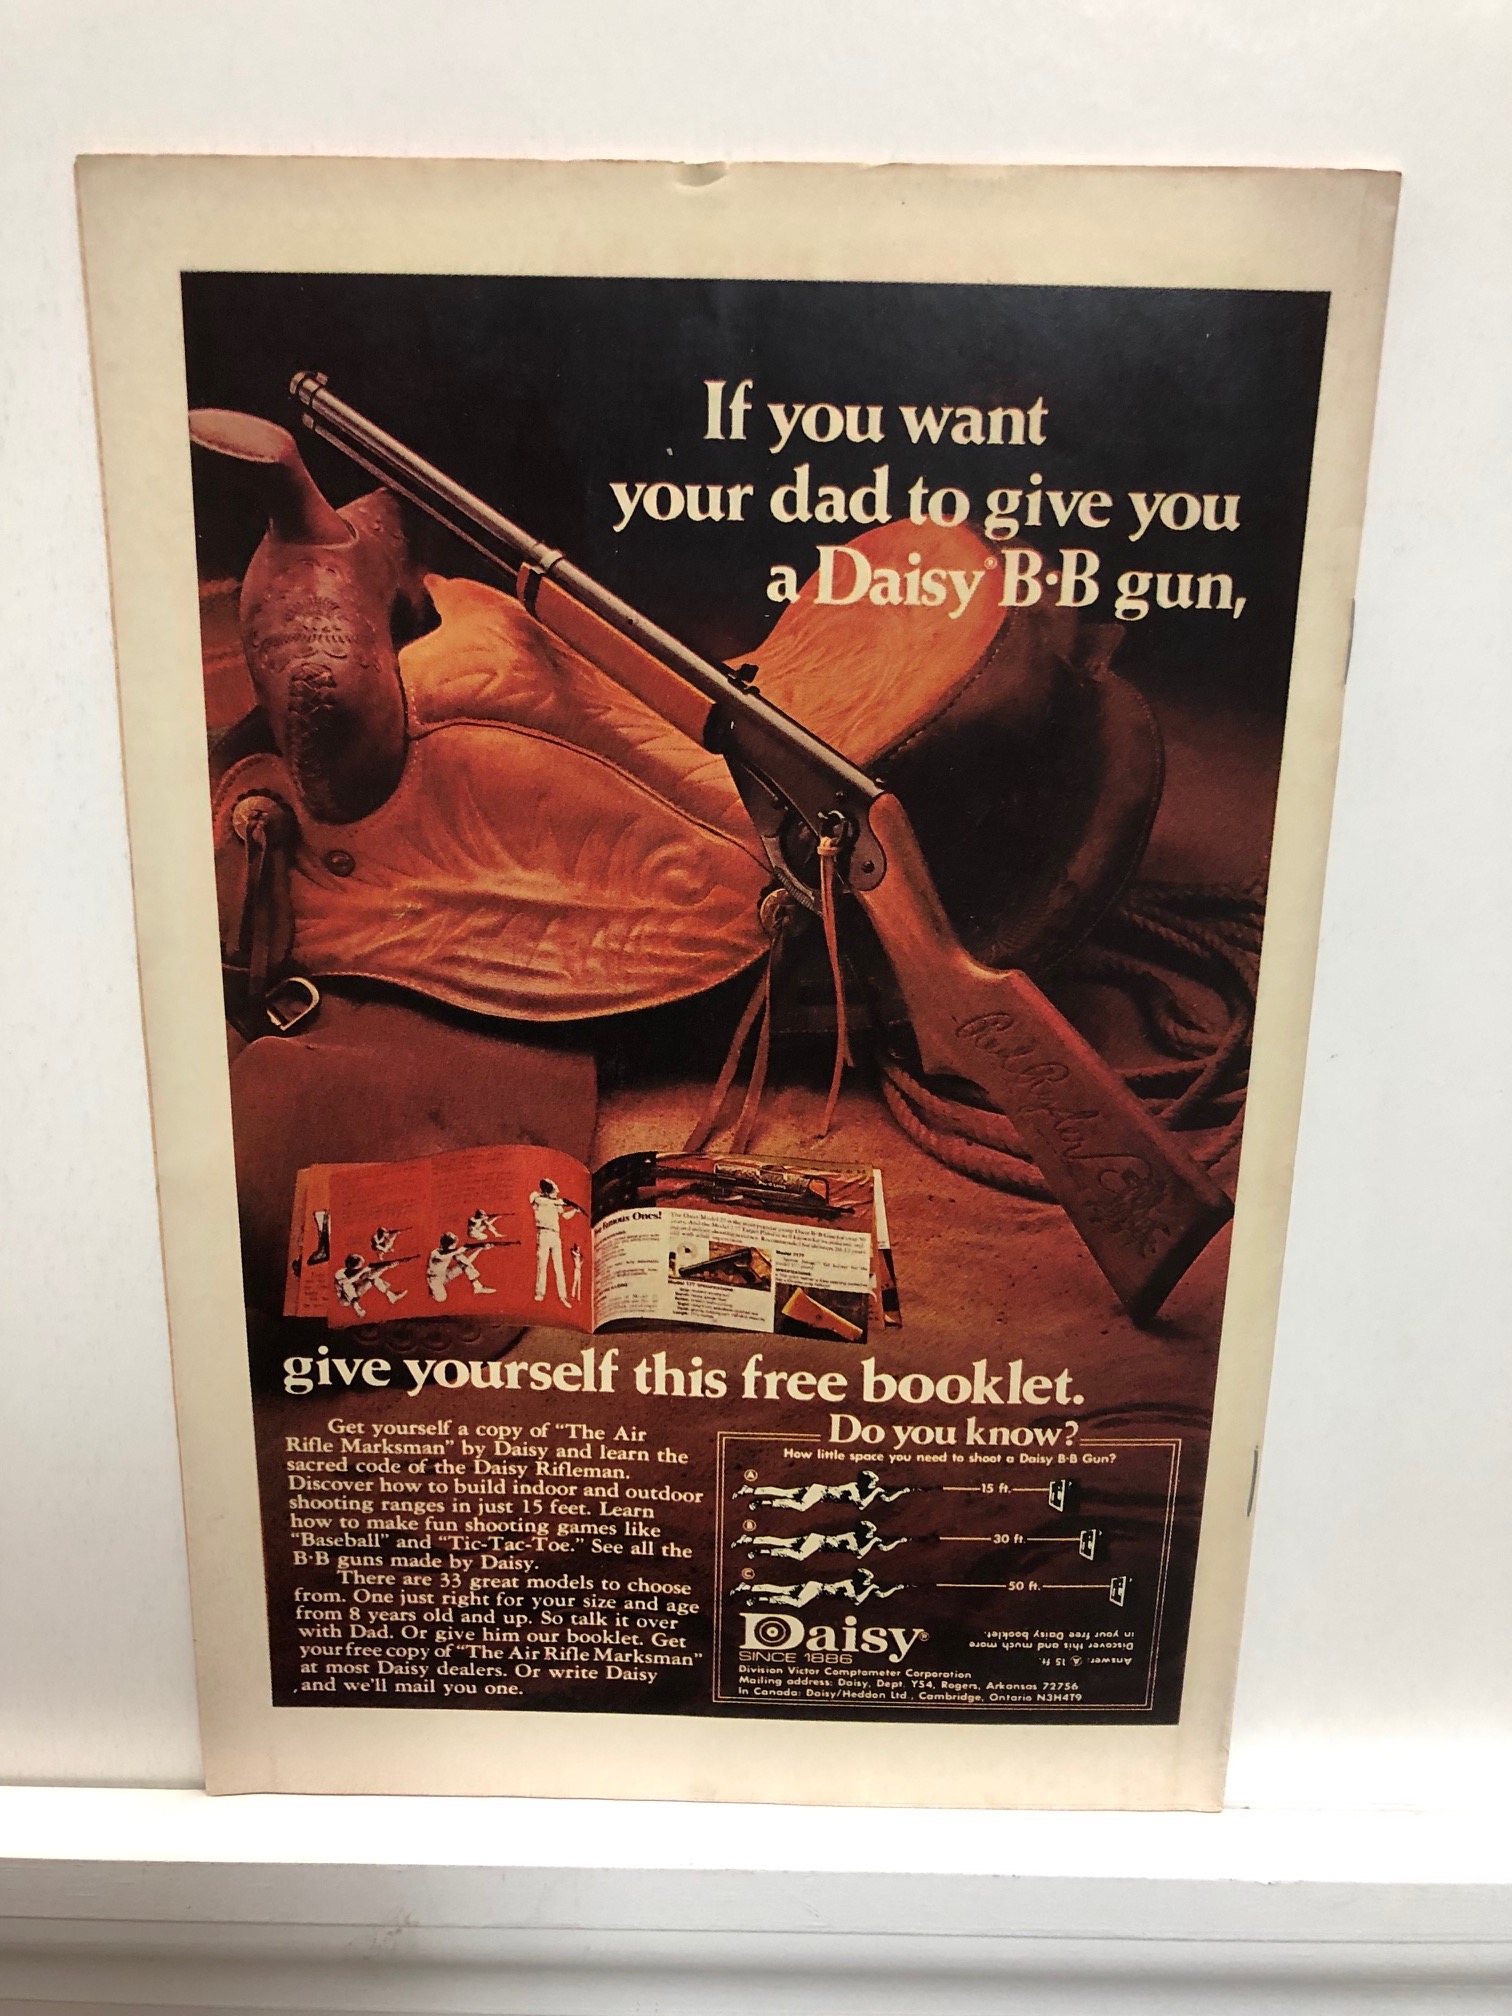 If you want
your dad to give you
a Daisy® B·B gun,
Red Ryder
Famous Ones!
give yourself this free booklet.
Get yourself a copy of "The Air
Rifle Marksman" by Daisy and learn the
sacred code of the Daisy Rifleman.
Discover how to build indoor and outdoor
shooting ranges in just 15 feet. Learn
how to make fun shooting games like
"Baseball" and "Tic-Tac-Toe." See all the
B·B guns made by Daisy.
There are 33 great models to choose
from. One just right for your size and age
from 8 years old and up. So talk it over
with Dad. Or give him our booklet. Get
your free copy of "The Air Rifle Marksman"
at most Daisy dealers. Or write Daisy
and we'll mail you one.
Do you know?
How little space you need to shoot a Daisy B·B Gun?
A 15 ft.
B 30 ft.
C 50 ft.
Daisy®
SINCE 1886
Division Victor Comptometer Corporation
Mailing address: Daisy, Dept. Y54, Rogers, Arkansas 72756
In Canada: Daisy/Heddon Ltd., Cambridge, Ontario N3H4T9
Answer: A 15 ft.
Discover this and much more
in your free Daisy booklet.